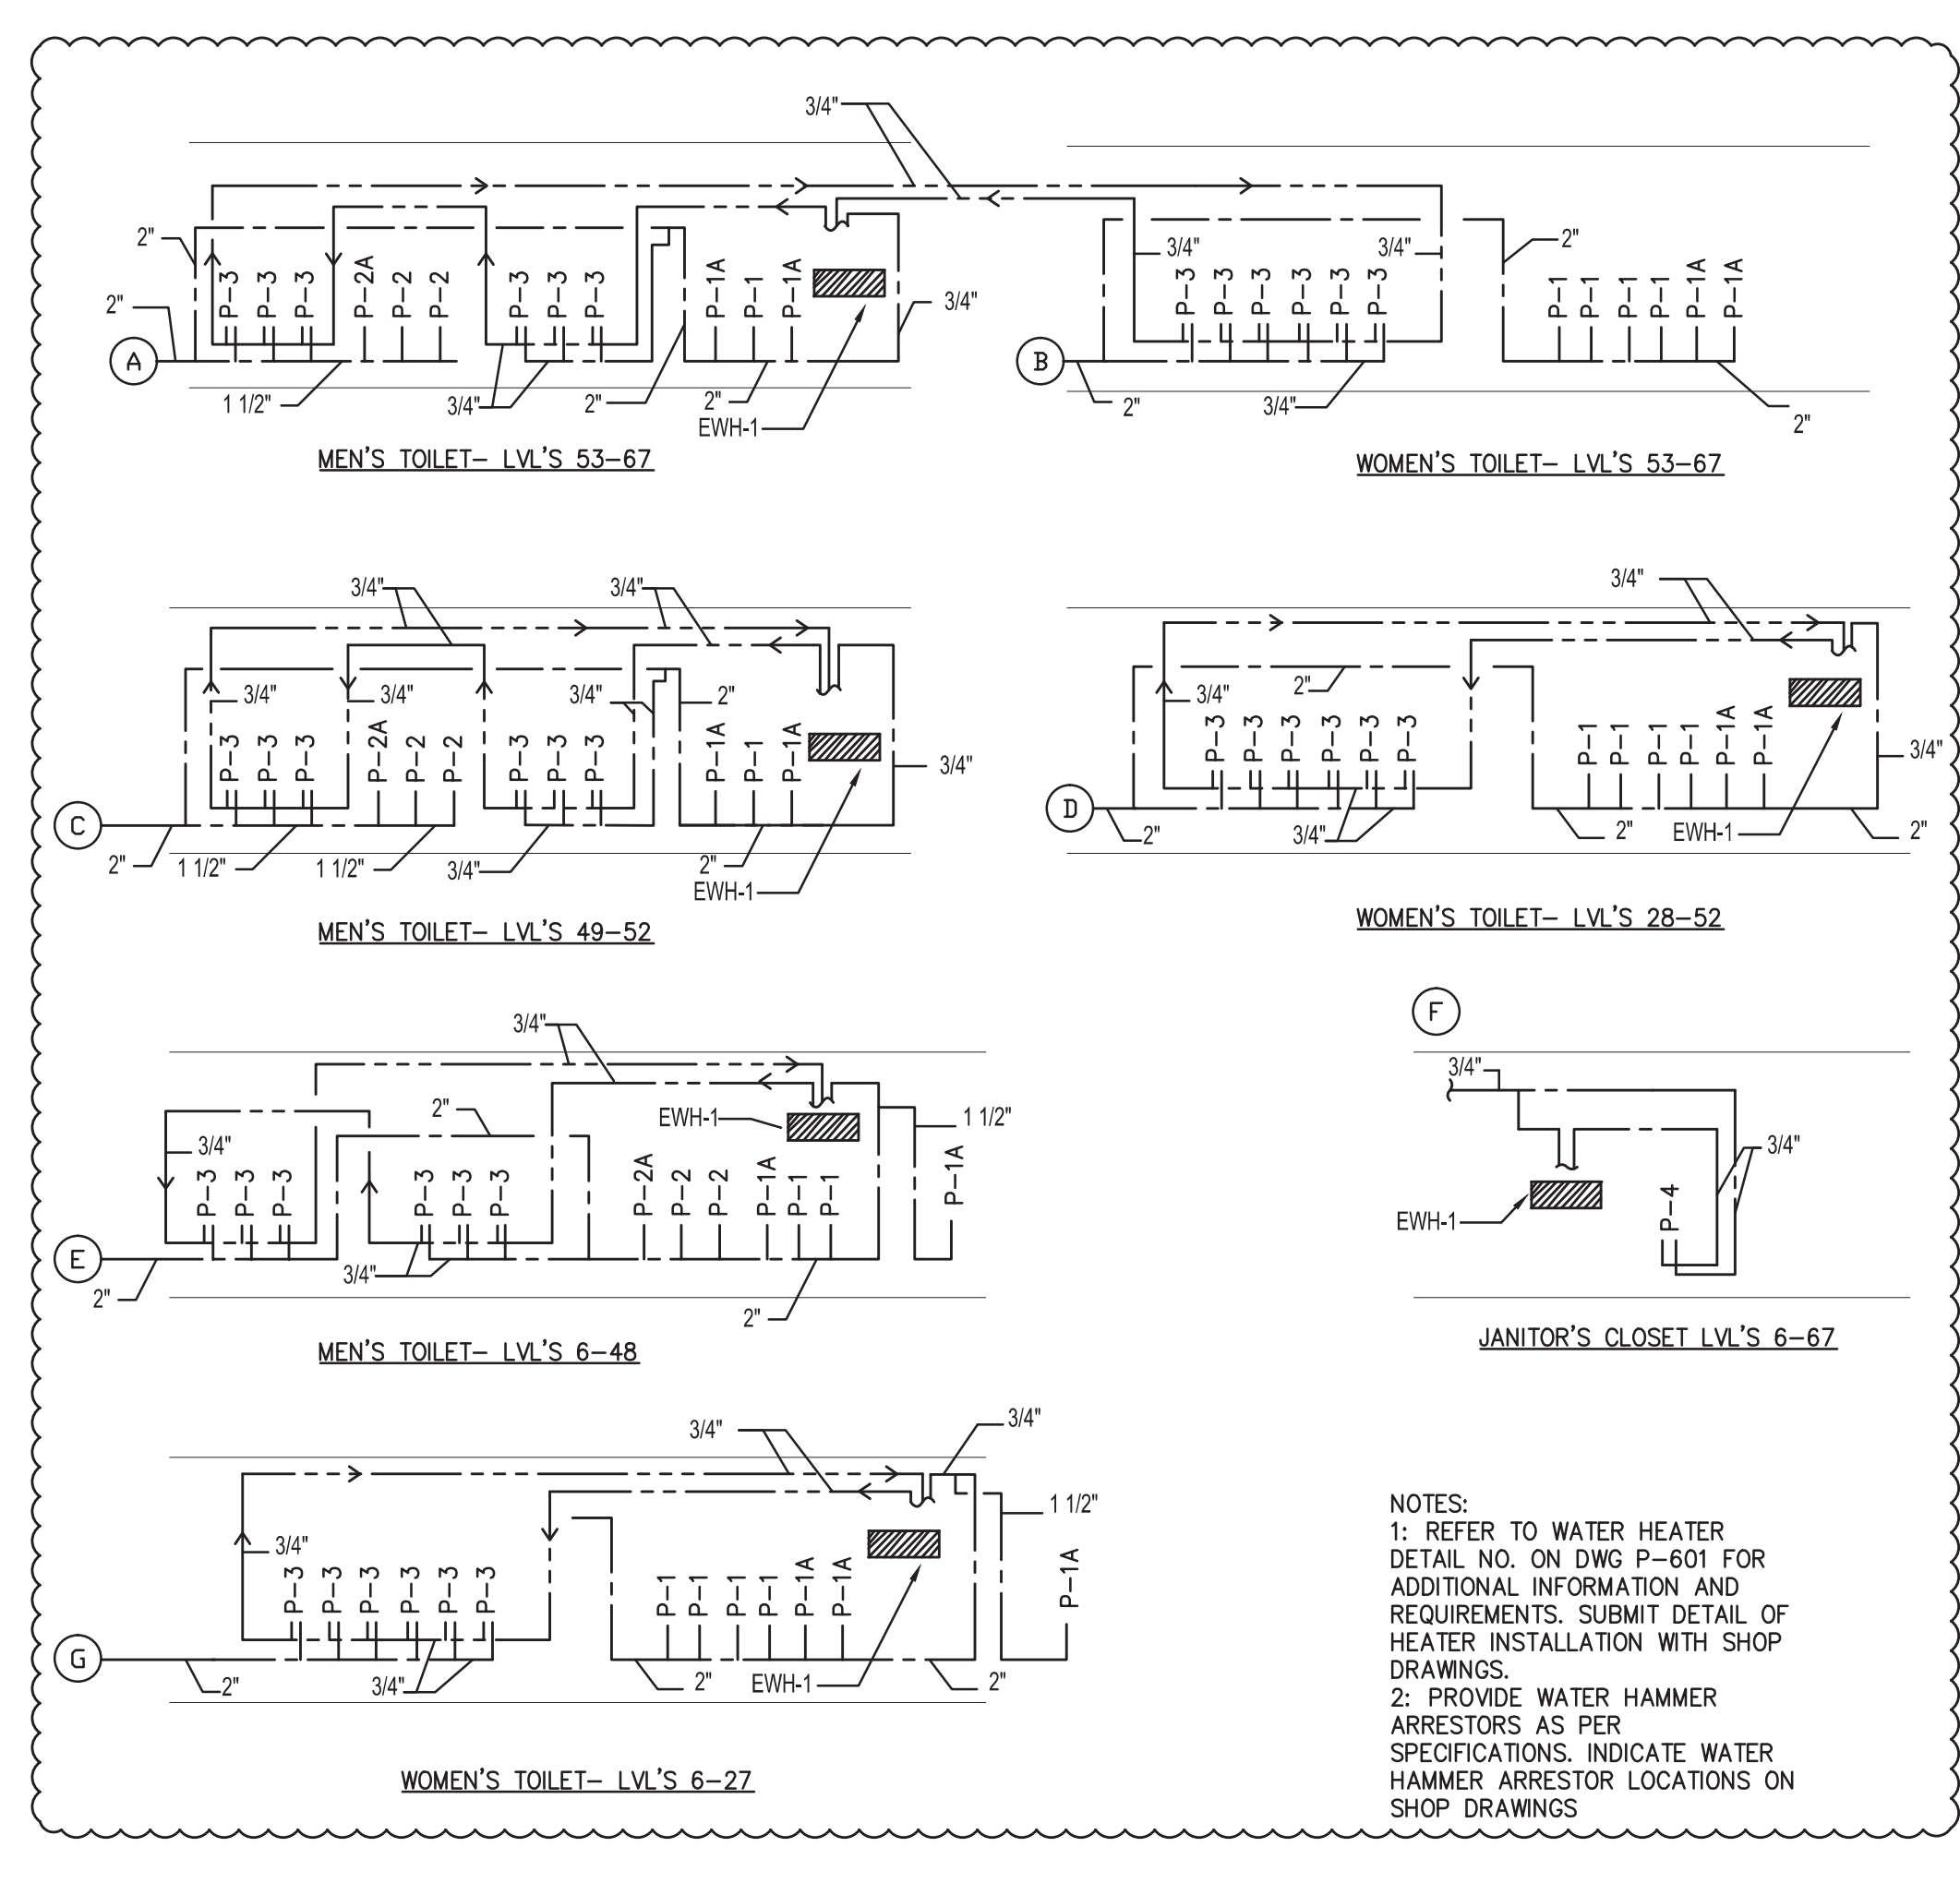 3/4"
2"
2"
A
P-3
P-3
P-3
P-2A
P-2
P-2
P-3
P-3
P-3
P-1A
P-1
P-1A
3/4"
1 1/2"
3/4"
2"
2"
EWH-1
MEN'S TOILET- LVL'S 53-67
3/4"
3/4"
2"
B
P-3
P-3
P-3
P-3
P-3
P-3
P-1
P-1
P-1
P-1
P-1A
P-1A
2"
3/4"
2"
WOMEN'S TOILET- LVL'S 53-67
3/4"
3/4"
3/4"
3/4"
3/4"
2"
C
P-3
P-3
P-3
P-2A
P-2
P-2
P-3
P-3
P-3
P-1A
P-1
P-1A
3/4"
2"
1 1/2"
1 1/2"
3/4"
2"
EWH-1
MEN'S TOILET- LVL'S 49-52
3/4"
3/4"
2"
D
P-3
P-3
P-3
P-3
P-3
P-3
P-1
P-1
P-1
P-1
P-1A
P-1A
3/4"
2"
3/4"
2"
EWH-1
2"
WOMEN'S TOILET- LVL'S 28-52
3/4"
2"
EWH-1
1 1/2"
3/4"
E
P-3
P-3
P-3
P-3
P-3
P-3
P-2A
P-2
P-2
P-1A
P-1
P-1
P-1A
2"
3/4"
2"
MEN'S TOILET- LVL'S 6-48
F
3/4"
3/4"
EWH-1
P-4
JANITOR'S CLOSET LVL'S 6-67
3/4"
3/4"
1 1/2"
3/4"
G
P-3
P-3
P-3
P-3
P-3
P-3
P-1
P-1
P-1
P-1
P-1A
P-1A
P-1A
2"
3/4"
2"
EWH-1
2"
WOMEN'S TOILET- LVL'S 6-27
NOTES:
1: REFER TO WATER HEATER
DETAIL NO. ON DWG P-601 FOR
ADDITIONAL INFORMATION AND
REQUIREMENTS. SUBMIT DETAIL OF
HEATER INSTALLATION WITH SHOP
DRAWINGS.
2: PROVIDE WATER HAMMER
ARRESTORS AS PER
SPECIFICATIONS. INDICATE WATER
HAMMER ARRESTOR LOCATIONS ON
SHOP DRAWINGS